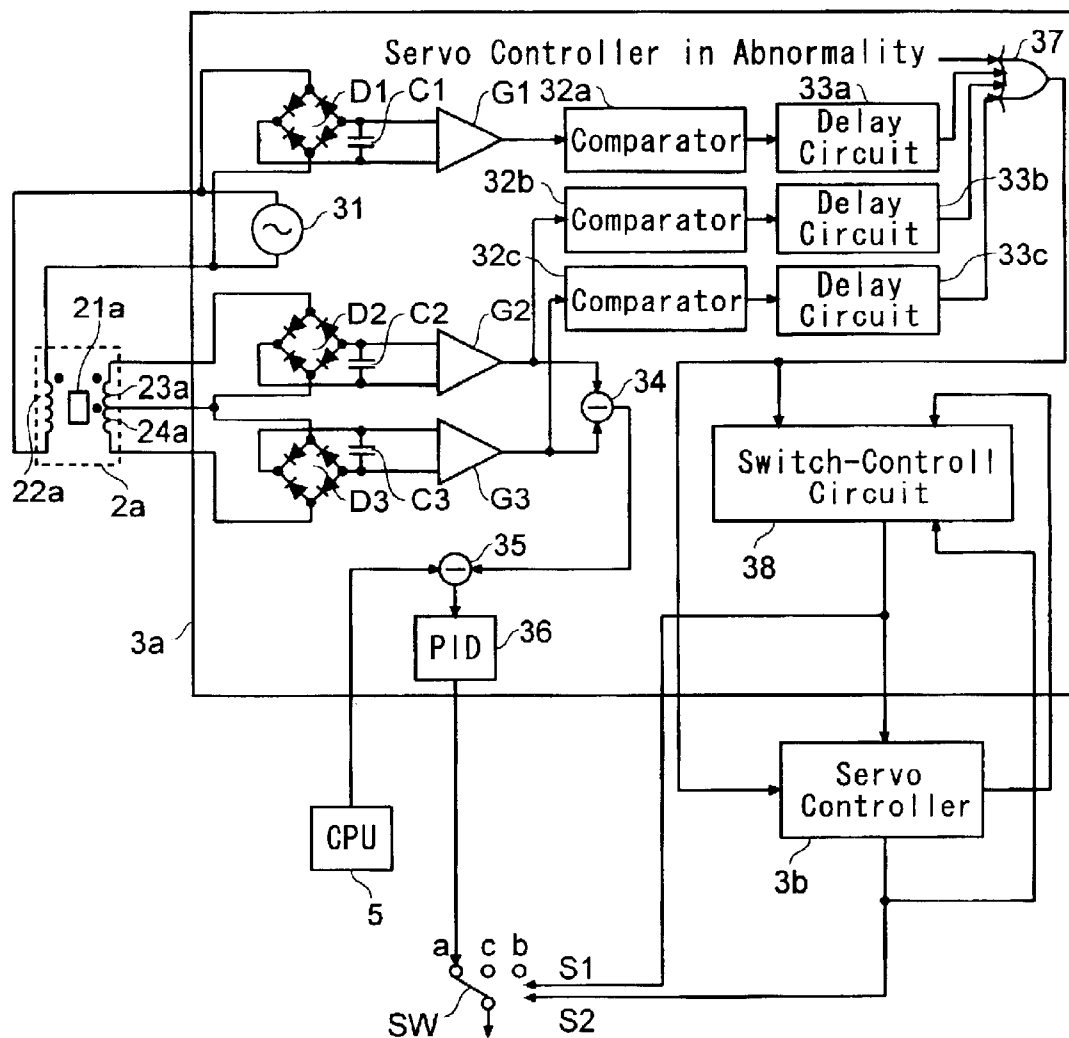 Servo Controller in Abnormality
37
D1
C1
G1
32a
33a
Comparator
Delay
Circuit
31
32b
33b
Comparator
Delay
Circuit
32c
33c
Comparator
Delay
Circuit
21a
D2
C2
G2
34
23a
24a
22a
2a
D3
C3
G3
Switch-Controll
Circuit
38
35
PID
36
3a
Servo
Controller
3b
CPU
5
a
c
b
S1
S2
SW